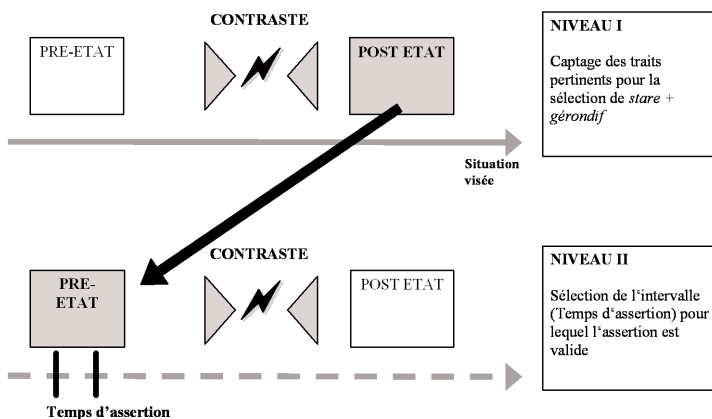 CONTRASTE
PRE-ETAT
POST ETAT
Situation
visée
NIVEAU I
Captage des traits
pertinents pour la
sélection de stare +
gérondif
CONTRASTE
PRE-
ETAT
POST ETAT
Temps d’assertion
NIVEAU II
Sélection de l‘intervalle
(Temps d‘assertion) pour
lequel l‘assertion est
valide